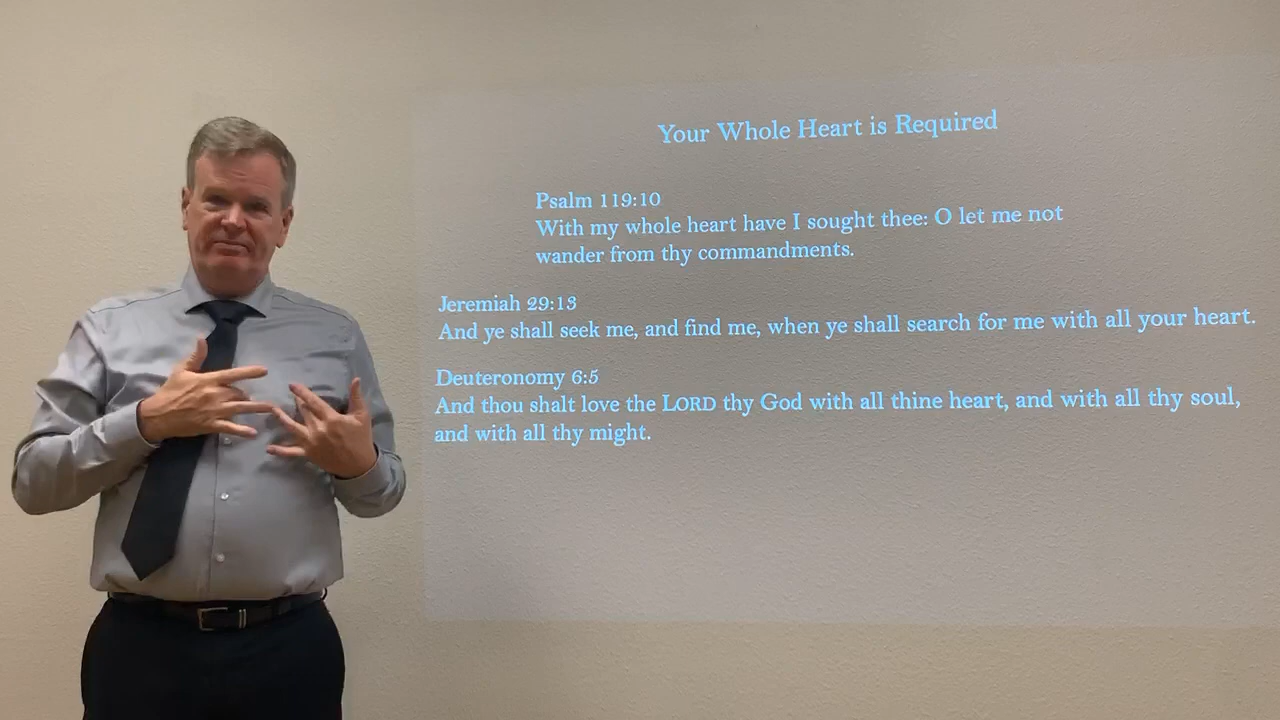 Your Whole Heart is Required
Psalm 119:10
With my whole heart have I sought thee: O let me not
wander from thy commandments.
Jeremiah 29:13
And ye shall seek me, and find me, when ye shall search for me with all your heart.
Deuteronomy 6:5
And thou shalt love the LORD thy God with all thine heart, and with all thy soul,
and with all thy might.